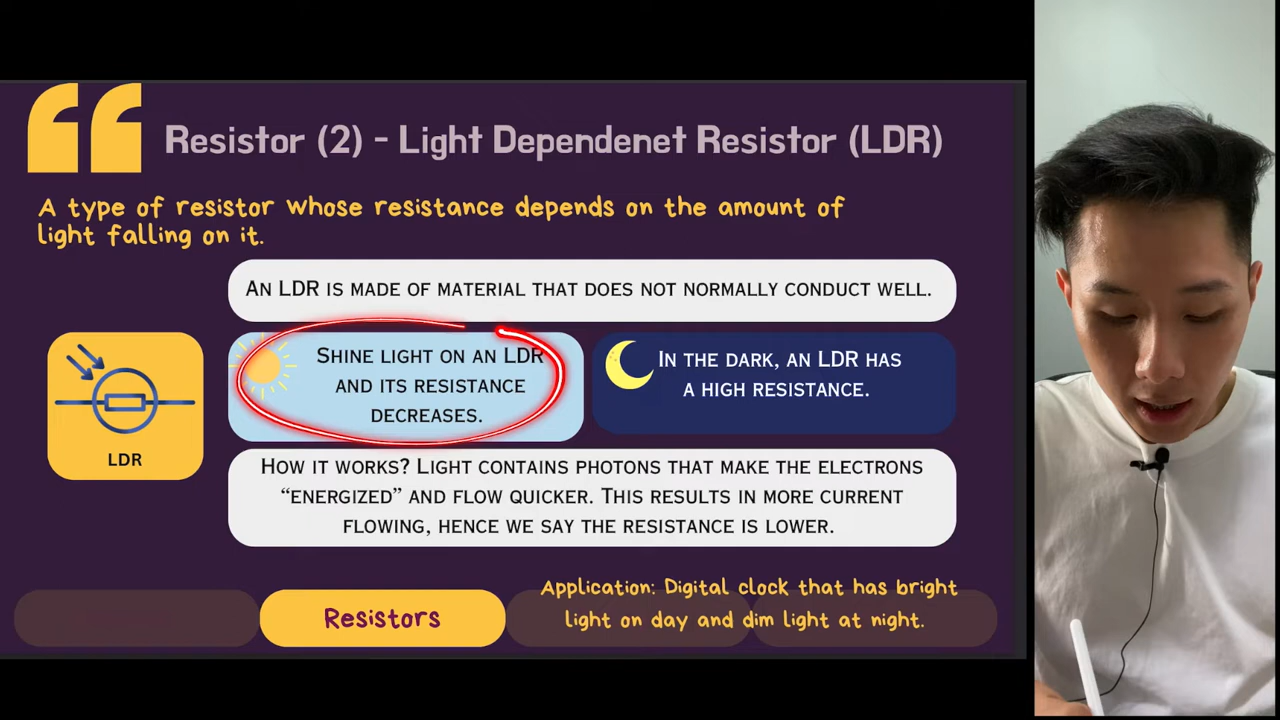 Resistor (2) - Light Dependenet Resistor (LDR)
A type of resistor whose resistance depends on the amount of
light falling on it.
An LDR is made of material that does not normally conduct well.
Shine light on an LDR
and its resistance
decreases.
In the dark, an LDR has
a high resistance.
LDR
How it works? Light contains photons that make the electrons
“energized” and flow quicker. This results in more current
flowing, hence we say the resistance is lower.
Application: Digital clock that has bright
light on day and dim light at night.
Resistors